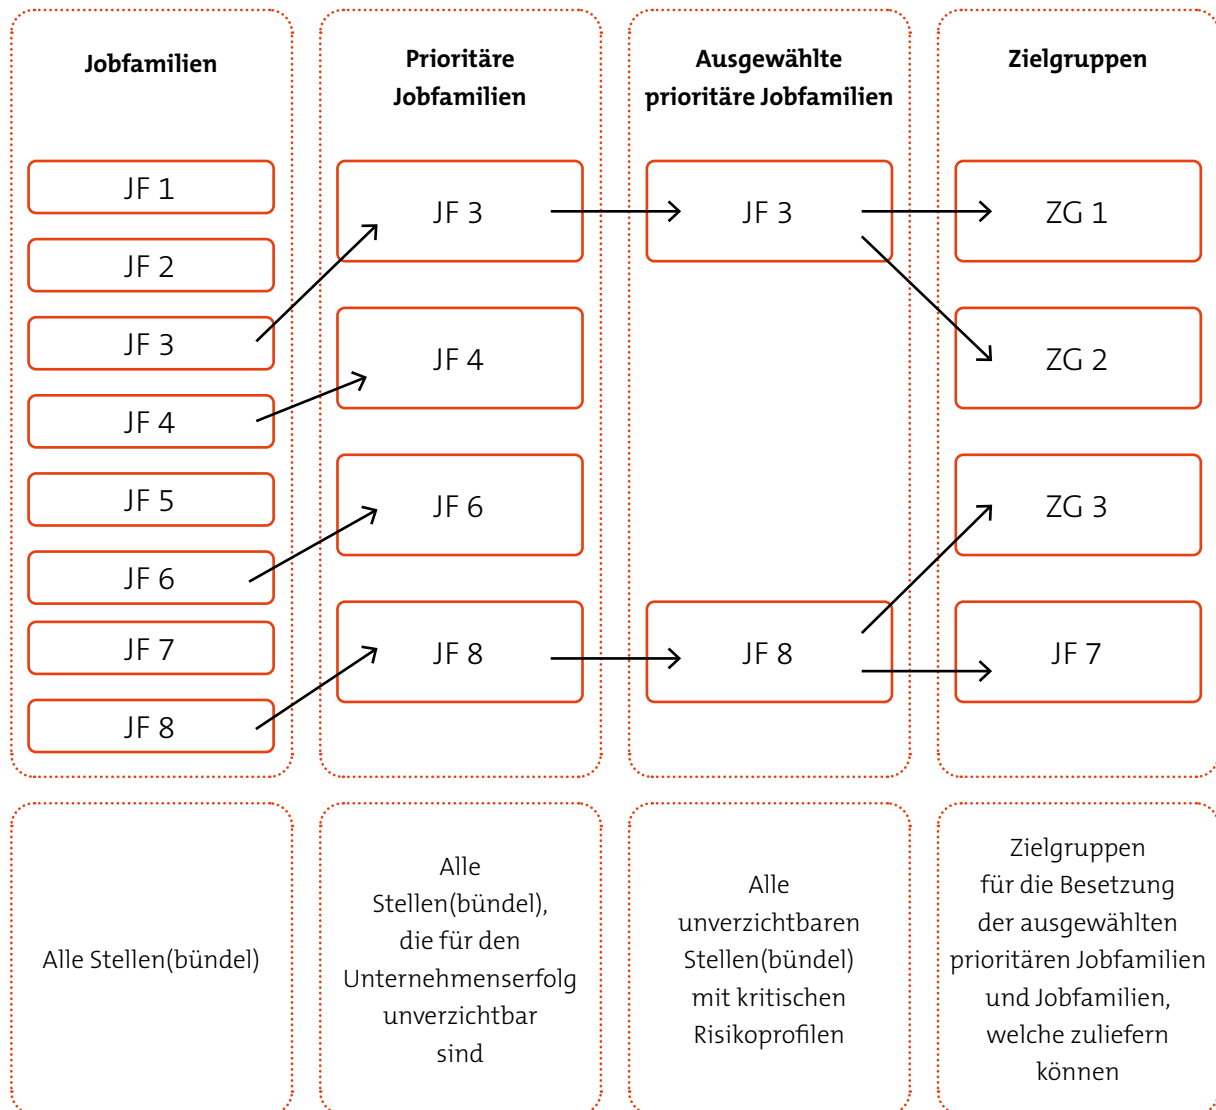 Jobfamilien
JF 1
JF 2
JF 3
JF 4
JF 5
JF 6
JF 7
JF 8
Prioritäre
Jobfamilien
JF 3
JF 4
JF 6
JF 8
Ausgewählte
prioritäre Jobfamilien
JF 3
JF 8
Zielgruppen
ZG 1
ZG 2
ZG 3
JF 7
Alle Stellen(bündel)
Alle
Stellen(bündel),
die für den
Unternehmenserfolg
unverzichtbar
sind
Alle
unverzichtbaren
Stellen(bündel)
mit kritischen
Risikoprofilen
Zielgruppen
für die Besetzung
der ausgewählten
prioritären Jobfamilien
und Jobfamilien,
welche zuliefern
können